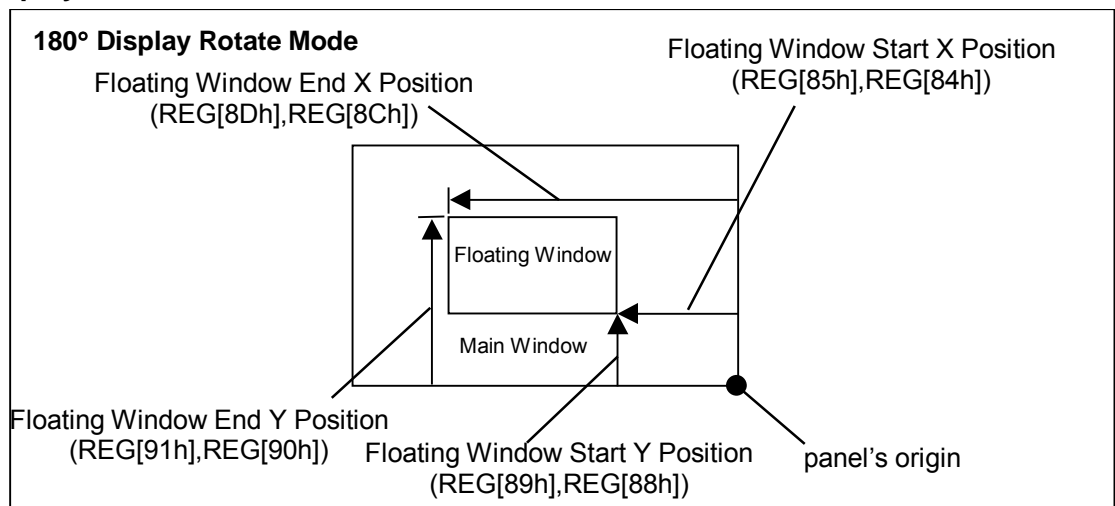 180° Display Rotate Mode
Floating Window Start X Position
(REG[85h],REG[84h])
Floating Window End X Position
(REG[8Dh],REG[8Ch])
Floating Window
Main Window
Floating Window End Y Position
(REG[91h],REG[90h])
Floating Window Start Y Position
(REG[89h],REG[88h])
panel's origin